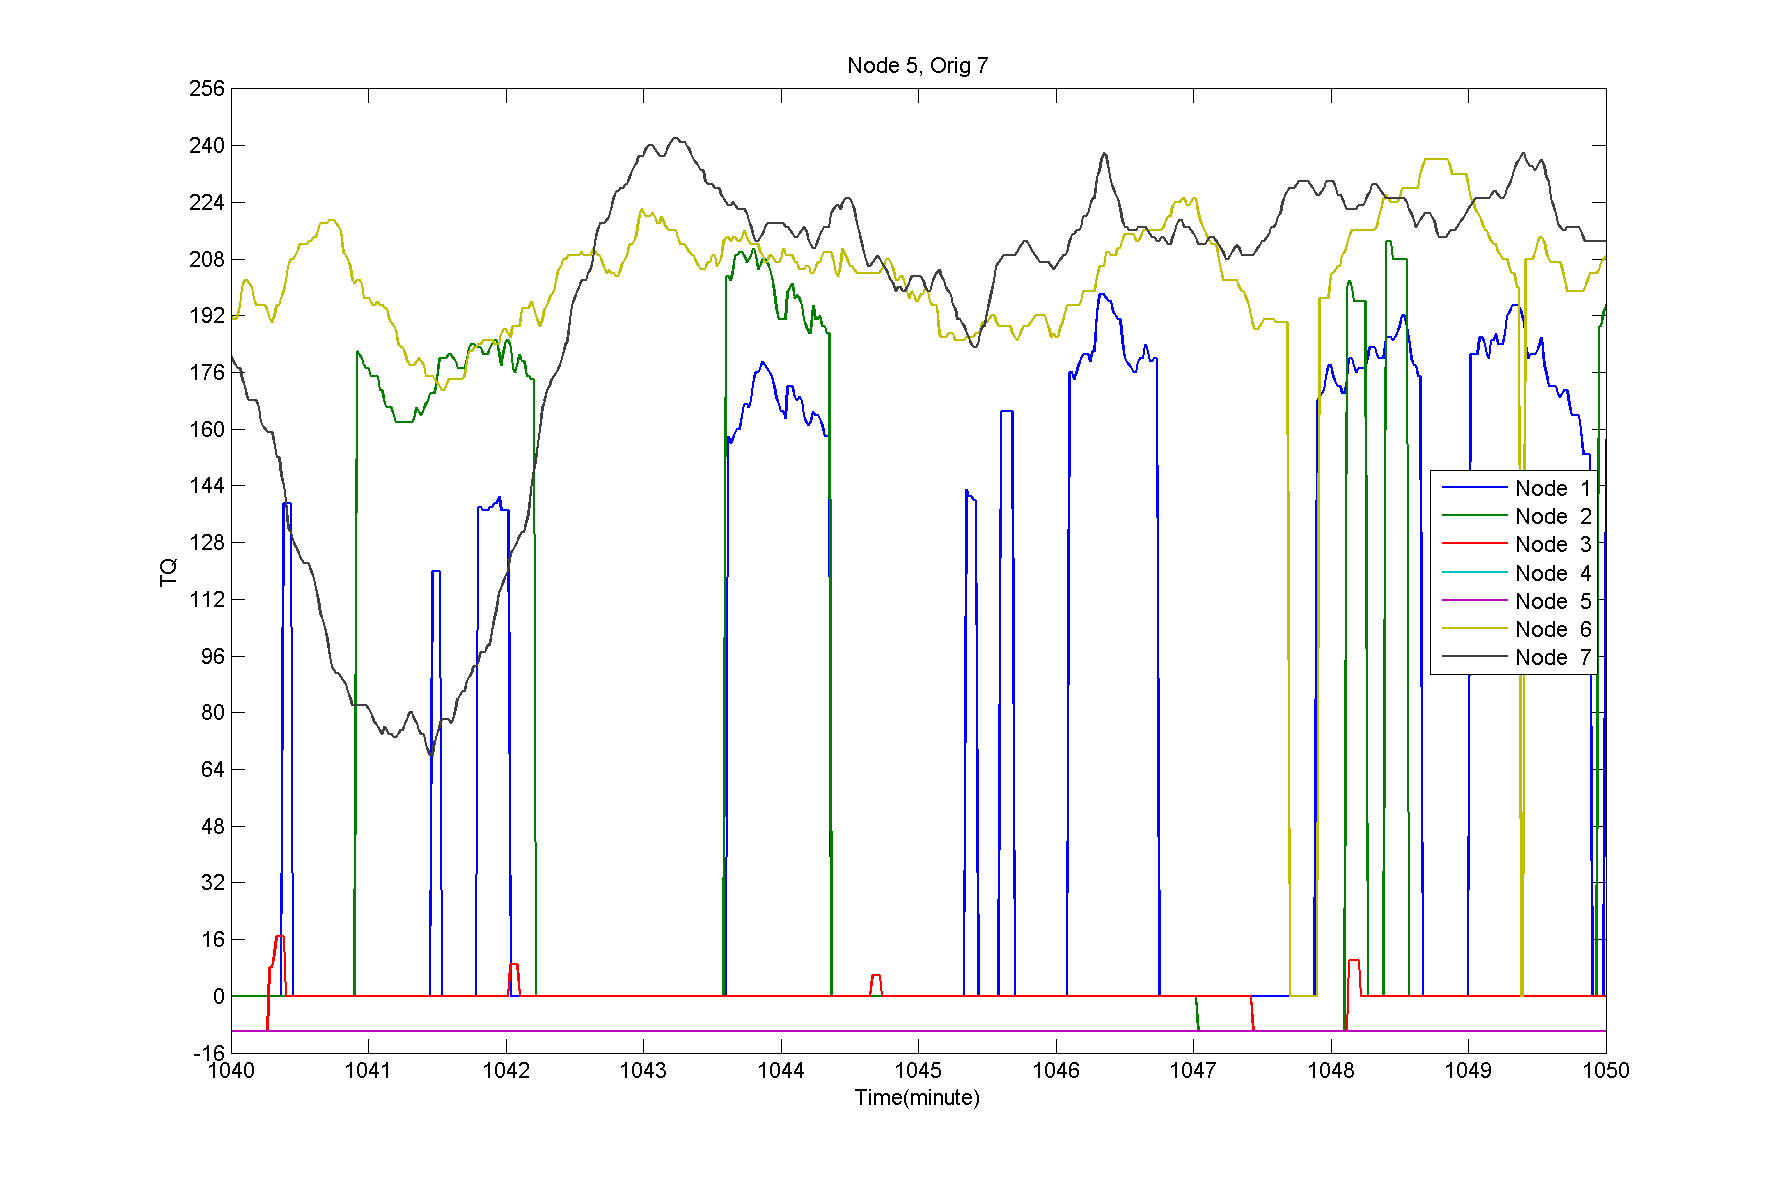 Node 5, Orig 7
256
240
224
208
192
176
160
144
128
112
96
80
64
48
32
16
0
-16
TQ
Node 1
Node 2
Node 3
Node 4
Node 5
Node 6
Node 7
1040 1041 1042 1043 1044 1045 1046 1047 1048 1049 1050
Time(minute)